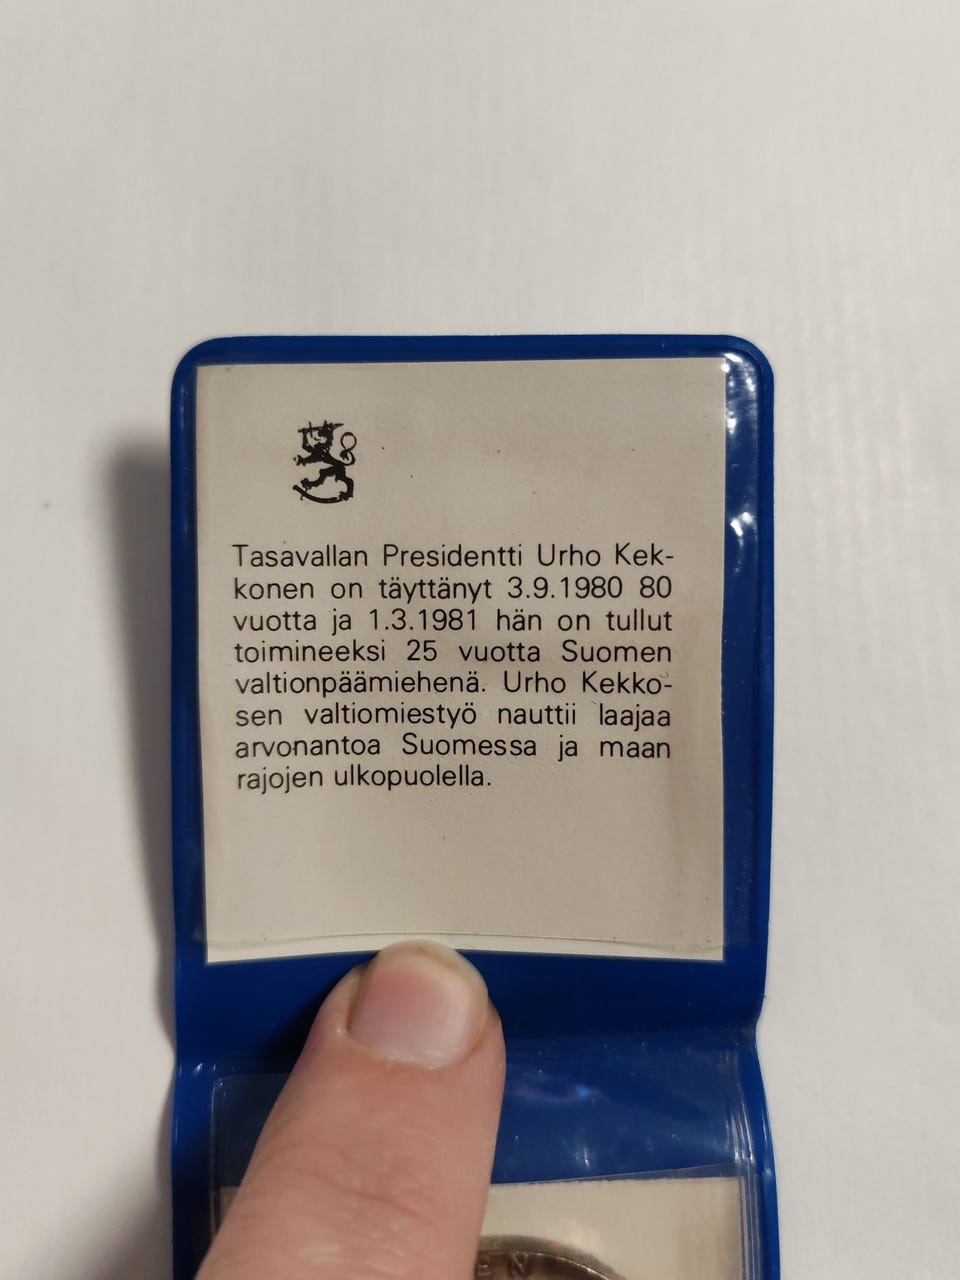 Tasavallan Presidentti Urho Kek-
konen on täyttänyt 3.9.1980 80
vuotta ja 1.3.1981 hän on tullut
toimineeksi 25 vuotta Suomen
valtionpäämiehenä. Urho Kekko-
sen valtiomiestyö nauttii laajaa
arvonantoa Suomessa ja maan
rajojen ulkopuolella.